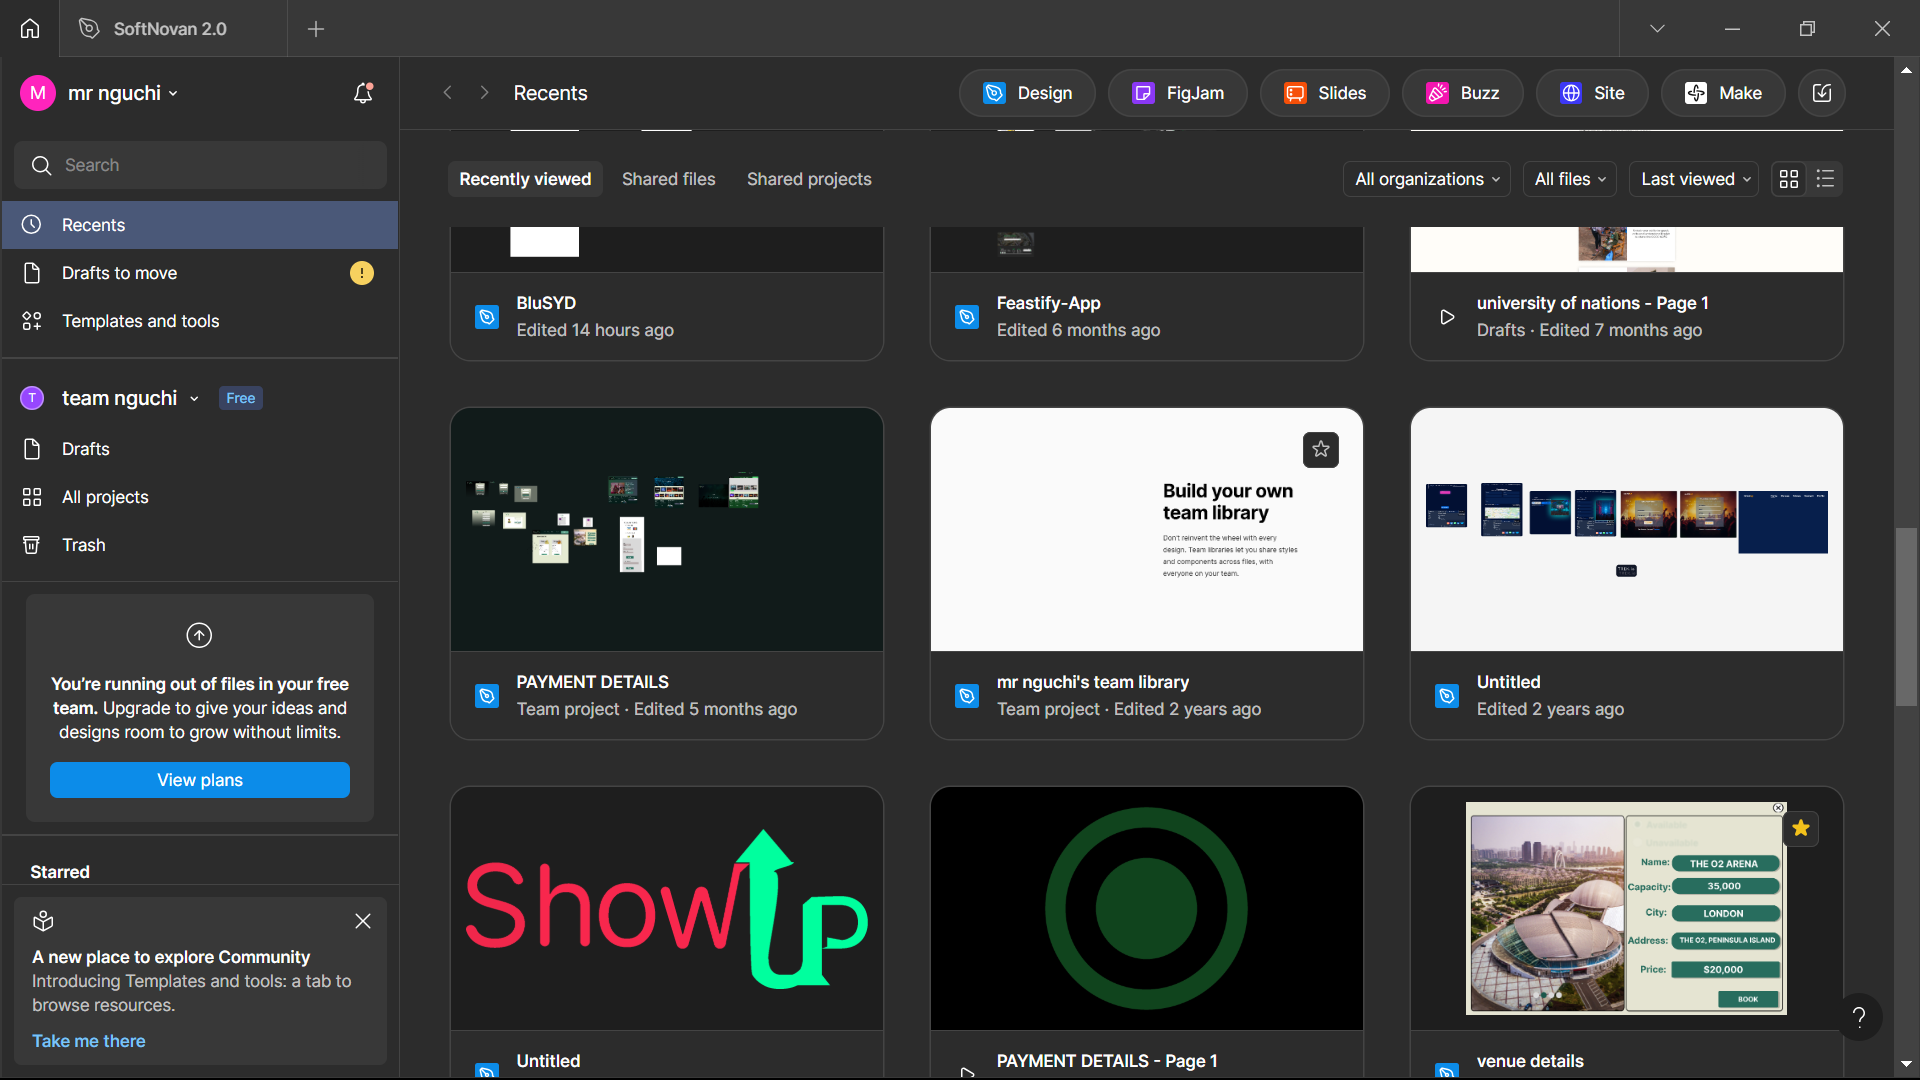 SoftNovan 2.0
M mr nguchi
Recents
Design
FigJam
Slides
Buzz
Site
Make
Search
Recently viewed
Shared files
Shared projects
All organizations
All files
Last viewed
Recents
Drafts to move
!
Templates and tools
T team nguchi
Free
Drafts
All projects
Trash
You're running out of files in your free
team. Upgrade to give your ideas and
designs room to grow without limits.
View plans
Starred
A new place to explore Community
Introducing Templates and tools: a tab to
browse resources.
Take me there
BluSYD
Edited 14 hours ago
Feastify-App
Edited 6 months ago
university of nations - Page 1
Drafts · Edited 7 months ago
PAYMENT DETAILS
Team project · Edited 5 months ago
Build your own
team library
Don't reinvent the wheel with every
design. Team libraries let you share styles
and components across files, with
everyone on your team.
mr nguchi's team library
Team project · Edited 2 years ago
Untitled
Edited 2 years ago
ShowUp
Untitled
PAYMENT DETAILS - Page 1
Name: THE O2 ARENA
Capacity: 35,000
City: LONDON
Address: THE O2, PENINSULA ISLAND
Price: $20,000
BOOK
venue details
?